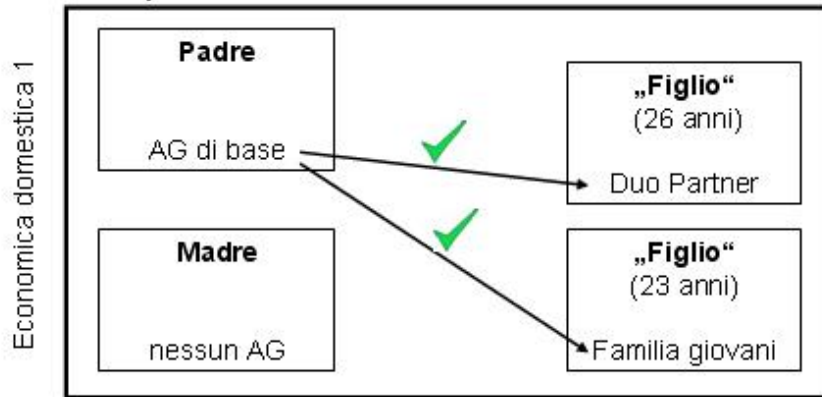 Economica domestica 1
Padre
AG di base
Madre
nessun AG
„Figlio“
(26 anni)
Duo Partner
„Figlio“
(23 anni)
Familia giovani